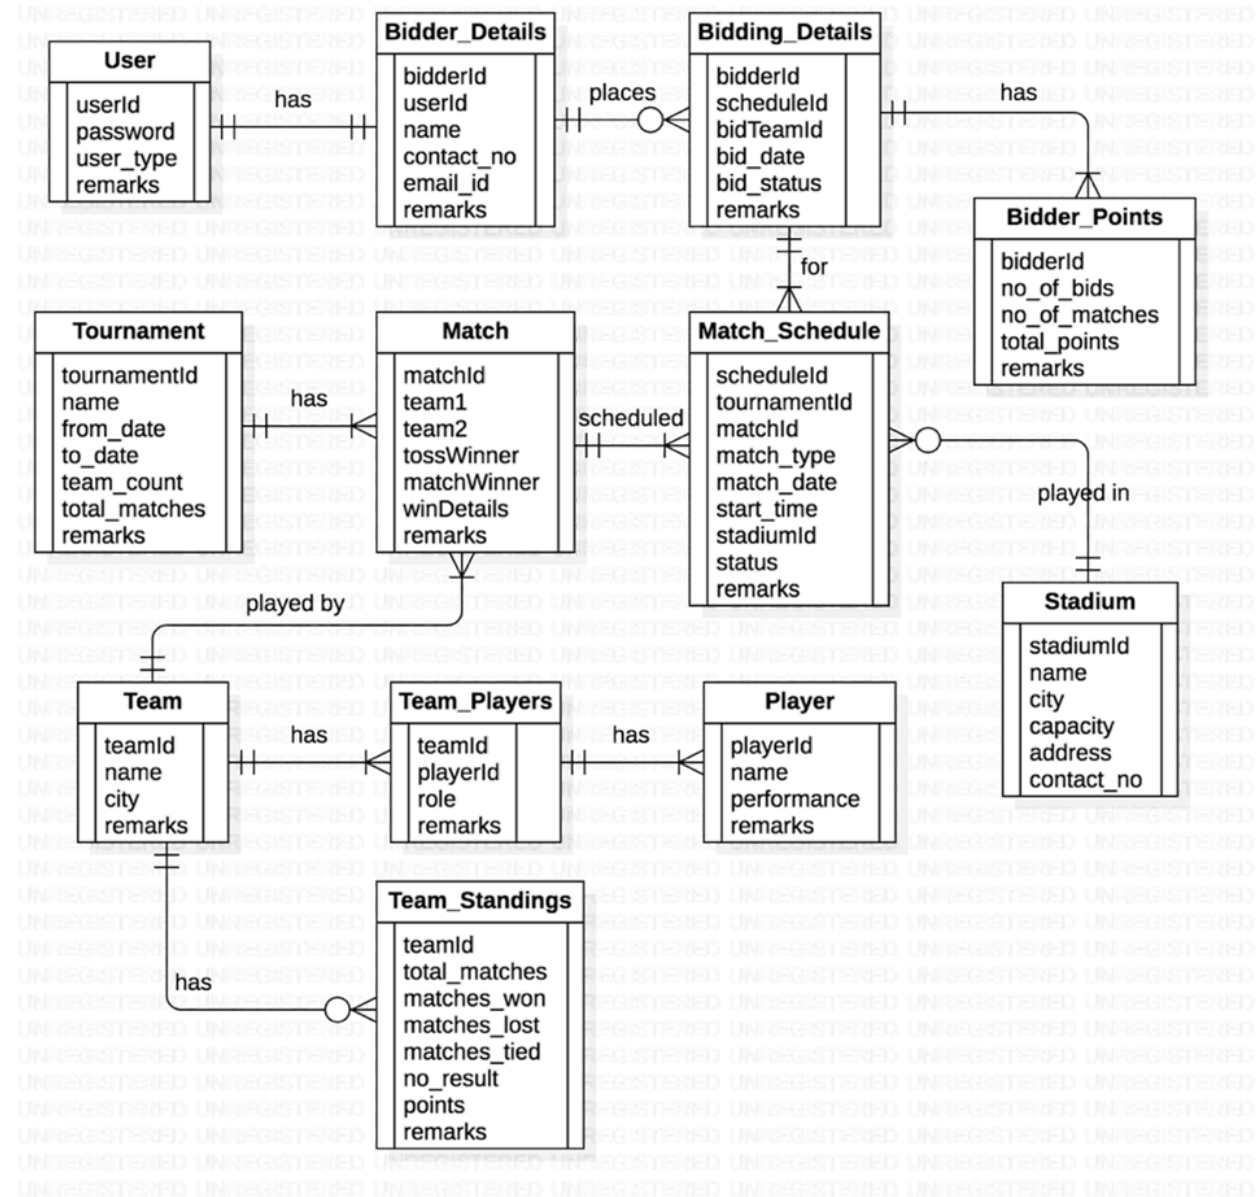 User
userId
password
user_type
remarks
has
Bidder_Details
bidderId
userId
name
contact_no
email_id
remarks
places
Bidding_Details
bidderId
scheduleId
bidTeamId
bid_date
bid_status
remarks
has
Bidder_Points
bidderId
no_of_bids
no_of_matches
total_points
remarks
for
Tournament
tournamentId
name
from_date
to_date
team_count
total_matches
remarks
has
Match
matchId
team1
team2
tossWinner
matchWinner
winDetails
remarks
scheduled
Match_Schedule
scheduleId
tournamentId
matchId
match_type
match_date
start_time
stadiumId
status
remarks
played in
Stadium
stadiumId
name
city
capacity
address
contact_no
played by
Team
teamId
name
city
remarks
has
Team_Players
teamId
playerId
role
remarks
has
Player
playerId
name
performance
remarks
has
Team_Standings
teamId
total_matches
matches_won
matches_lost
matches_tied
no_result
points
remarks
UNREGISTERED